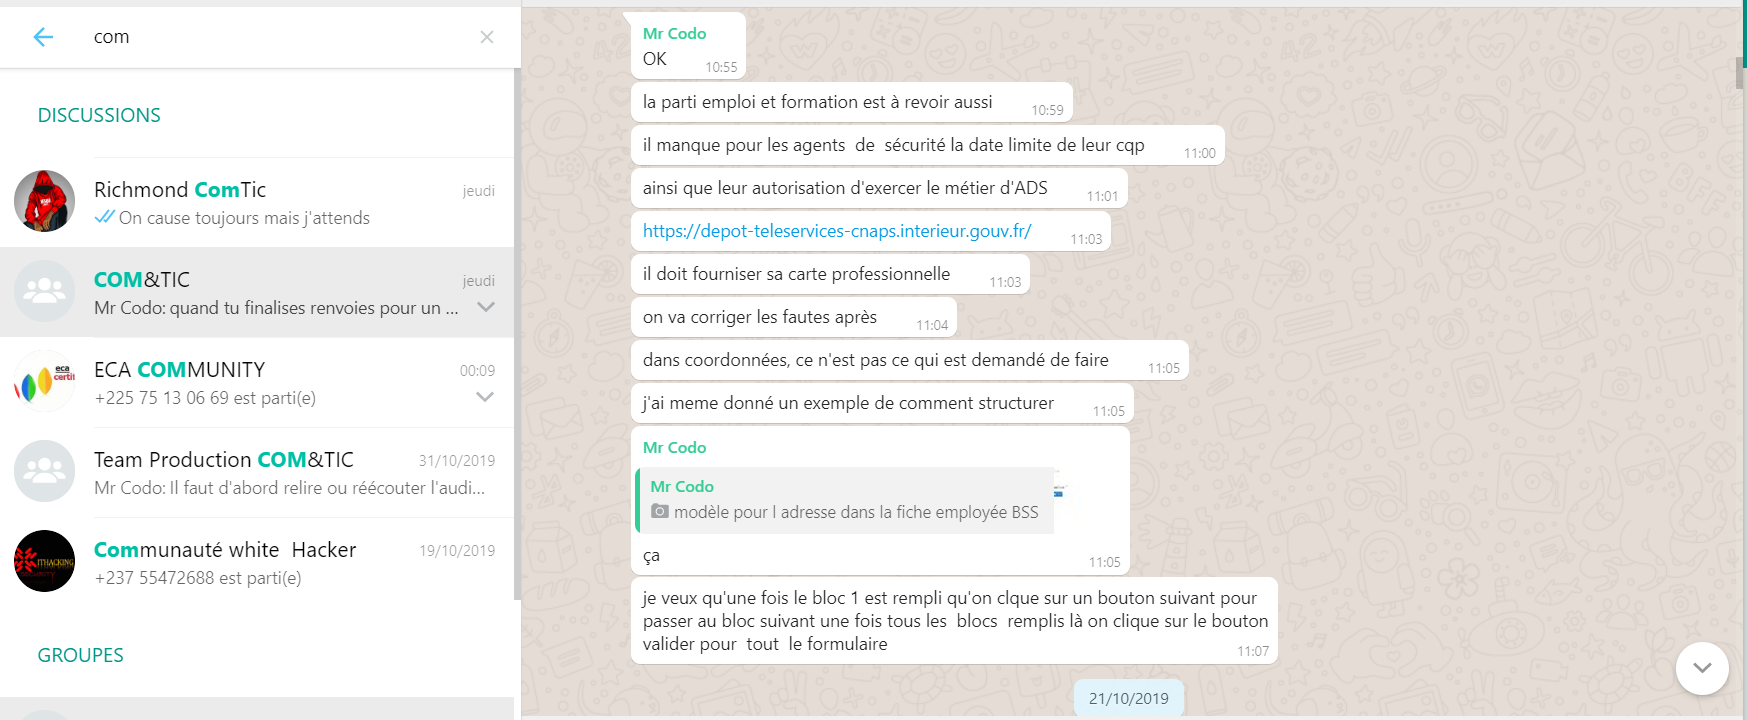 com
DISCUSSIONS
Richmond ComTic
jeudi
On cause toujours mais j'attends
COM&TIC
jeudi
Mr Codo: quand tu finalises renvoies pour un ...
ECA COMMUNITY
00:09
+225 75 13 06 69 est parti(e)
Team Production COM&TIC
31/10/2019
Mr Codo: Il faut d'abord relire ou réécouter l'audi...
Communauté white  Hacker
19/10/2019
+237 55472688 est parti(e)
GROUPES
Mr Codo
OK
10:55
la parti emploi et formation est à revoir aussi
10:59
il manque pour les agents  de  sécurité la date limite de leur cqp
11:00
ainsi que leur autorisation d'exercer le métier d'ADS
11:01
https://depot-teleservices-cnaps.interieur.gouv.fr/
11:03
il doit fourniser sa carte professionnelle
11:03
on va corriger les fautes après
11:04
dans coordonnées, ce n'est pas ce qui est demandé de faire
11:05
j'ai meme donné un exemple de comment structurer
11:05
Mr Codo
Mr Codo
modèle pour l adresse dans la fiche employée BSS
ça
11:05
je veux qu'une fois le bloc 1 est rempli qu'on clque sur un bouton suivant pour
passer au bloc suivant une fois tous les  blocs  remplis là on clique sur le bouton
valider pour  tout  le formulaire
11:07
21/10/2019